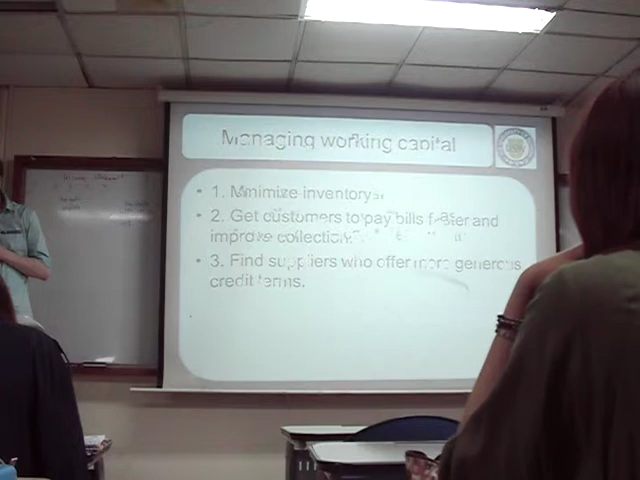 Managing working capital
• 1. Minimize inventory.
• 2. Get customers to pay bills faster and
improve collection.
• 3. Find suppliers who offer more generous
credit terms.